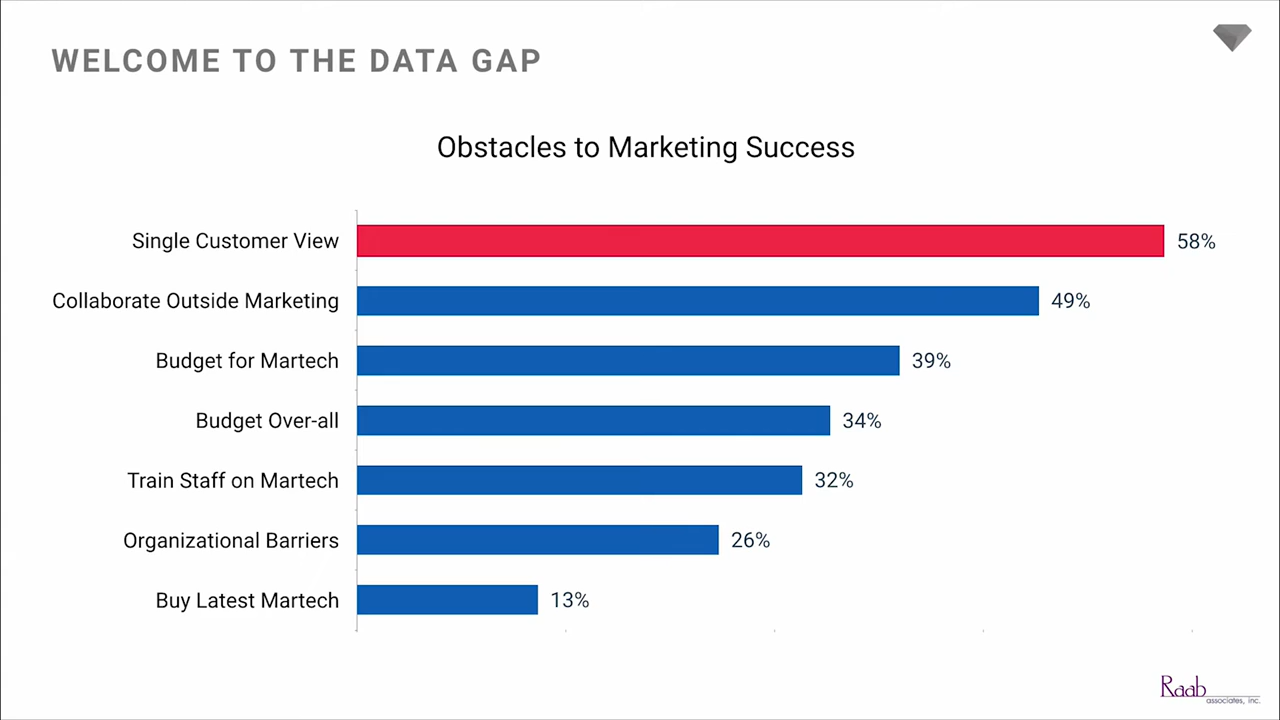 WELCOME TO THE DATA GAP
Obstacles to Marketing Success
Single Customer View 58%
Collaborate Outside Marketing 49%
Budget for Martech 39%
Budget Over-all 34%
Train Staff on Martech 32%
Organizational Barriers 26%
Buy Latest Martech 13%
Raab
associates, inc.